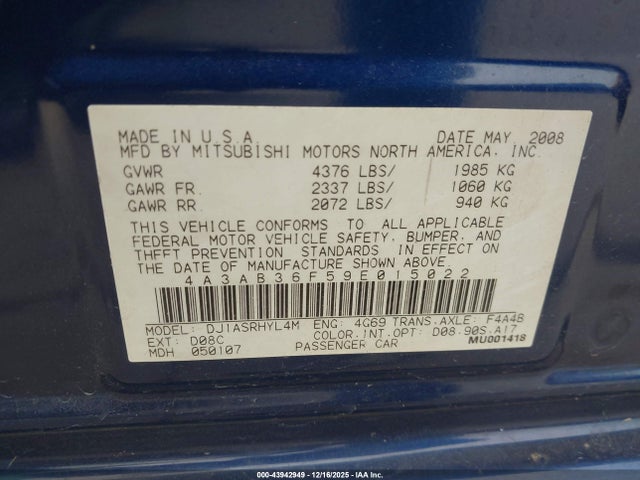 MADE IN U.S.A. DATE MAY 2008
MFD BY MITSUBISHI MOTORS NORTH AMERICA, INC.
GVWR 4376 LBS/ 1985 KG
GAWR FR. 2337 LBS/ 1060 KG
GAWR RR. 2072 LBS/ 940 KG
THIS VEHICLE CONFORMS TO ALL APPLICABLE
FEDERAL MOTOR VEHICLE SAFETY, BUMPER, AND
THEFT PREVENTION STANDARDS IN EFFECT ON
THE DATE OF MANUFACTURE SHOWN ABOVE.
4A3AB36F59E015022
MODEL: DJ1ASRHYL4M ENG: 4G69 TRANS.AXLE: F4A4B
EXT: D08C COLOR.INT.OPT: D08.90S.A17
MDH 050107 PASSENGER CAR MU001418
000-43942949 - 12/16/2025 - IAA Inc.